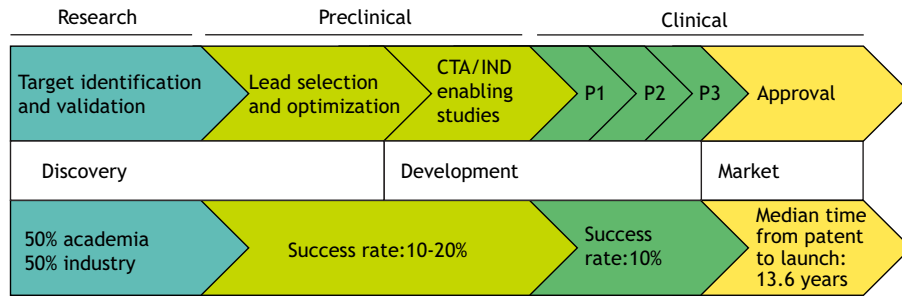 Research
Preclinical
Clinical
Target identification
and validation
Lead selection
and optimization
CTA/IND
enabling
studies
P1
P2
P3
Approval
Discovery
Development
Market
50% academia
50% industry
Success rate:10-20%
Success
rate:10%
Median time
from patent
to launch:
13.6 years